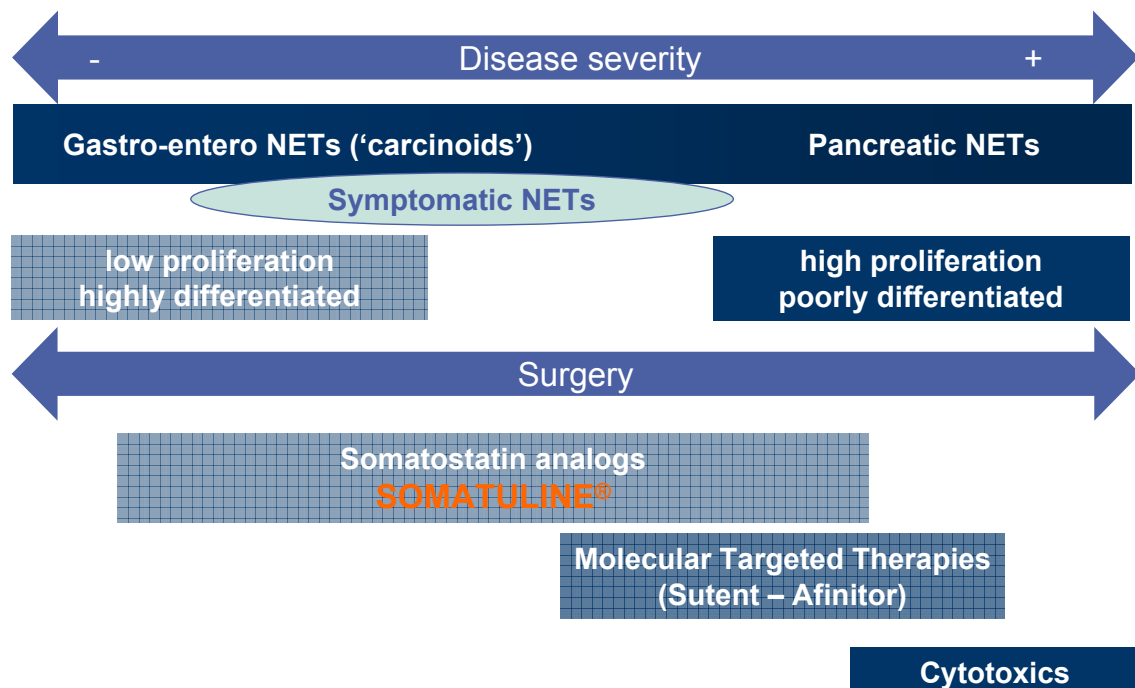 - Disease severity +
Gastro-entero NETs (‘carcinoids’) Pancreatic NETs
Symptomatic NETs
low proliferation
highly differentiated
high proliferation
poorly differentiated
Surgery
Somatostatin analogs
SOMATULINE®
Molecular Targeted Therapies
(Sutent – Afinitor)
Cytotoxics